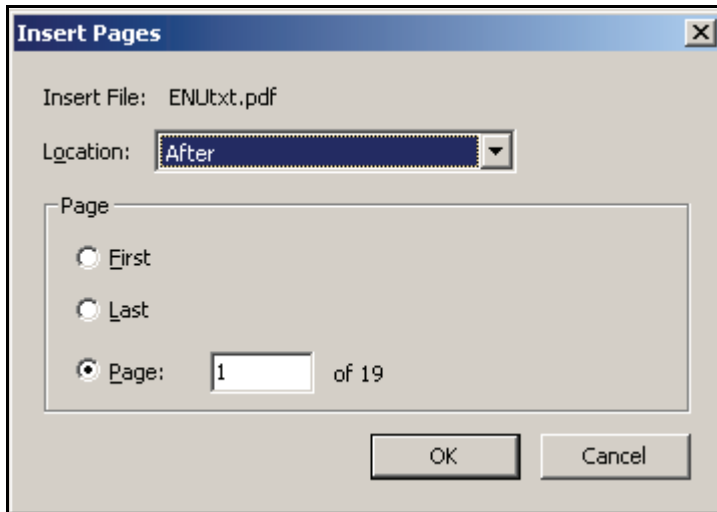 Insert Pages
Insert File: ENUtxt.pdf
Location: After
Page
First
Last
Page: 1 of 19
OK Cancel